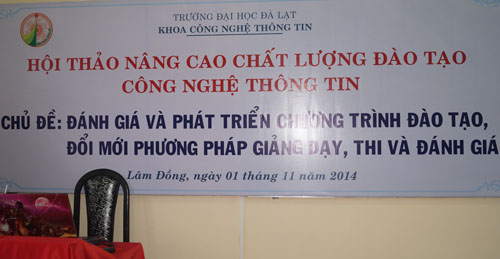 TRƯỜNG ĐẠI HỌC ĐÀ LẠT
KHOA CÔNG NGHỆ THÔNG TIN
HỘI THẢO NÂNG CAO CHẤT LƯỢNG ĐÀO TẠO
CÔNG NGHỆ THÔNG TIN
CHỦ ĐỀ: ĐÁNH GIÁ VÀ PHÁT TRIỂN CHƯƠNG TRÌNH ĐÀO TẠO,
ĐỔI MỚI PHƯƠNG PHÁP GIẢNG DẠY, THI VÀ ĐÁNH GIÁ
Lâm Đồng, ngày 01 tháng 11 năm 2014